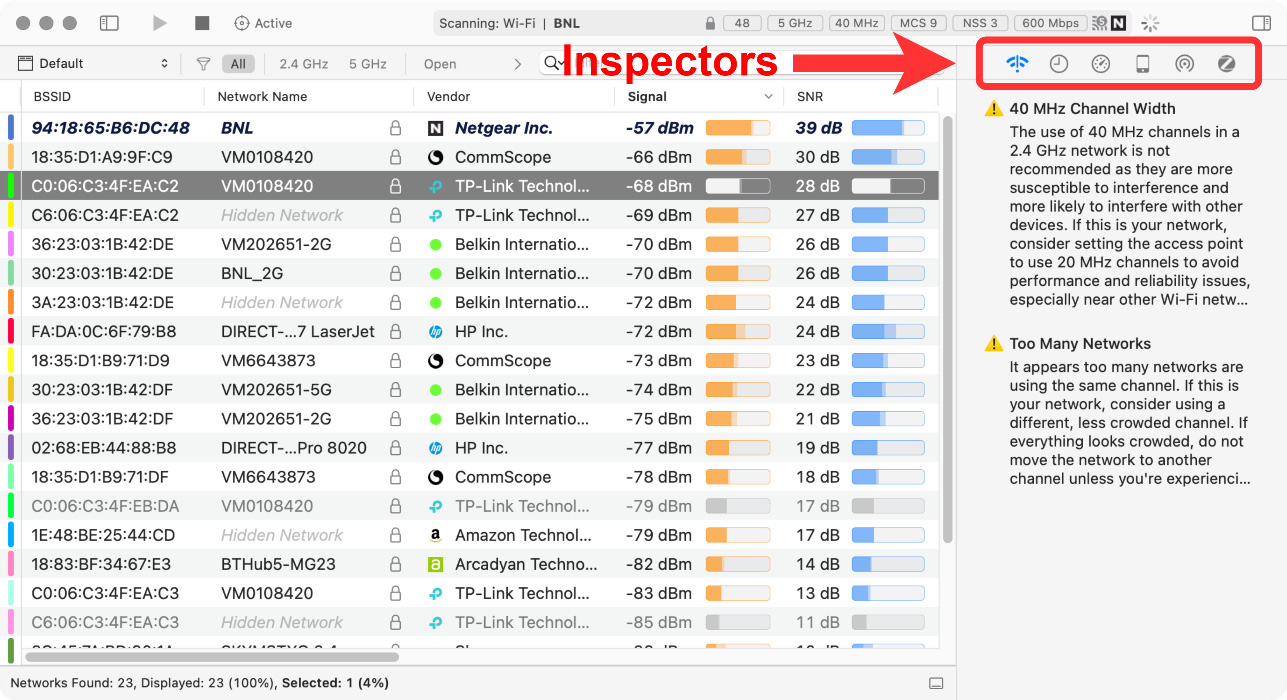 Active
Scanning: Wi-Fi | BNL
48 5 GHz 40 MHz MCS 9 NSS 3 600 Mbps N
Default
All 2.4 GHz 5 GHz Open
Inspectors
BSSID Network Name Vendor Signal SNR
94:18:65:B6:DC:48 BNL N Netgear Inc. -57 dBm 39 dB
18:35:D1:A9:9F:C9 VM0108420 CommScope -66 dBm 30 dB
C0:06:C3:4F:EA:C2 VM0108420 TP-Link Technol... -68 dBm 28 dB
C6:06:C3:4F:EA:C2 Hidden Network TP-Link Technol... -69 dBm 27 dB
36:23:03:1B:42:DE VM202651-2G Belkin Internatio... -70 dBm 26 dB
30:23:03:1B:42:DE BNL_2G Belkin Internatio... -70 dBm 26 dB
3A:23:03:1B:42:DE Hidden Network Belkin Internatio... -72 dBm 24 dB
FA:DA:0C:6F:79:B8 DIRECT-...7 LaserJet hp HP Inc. -72 dBm 24 dB
18:35:D1:B9:71:D9 VM6643873 CommScope -73 dBm 23 dB
30:23:03:1B:42:DF VM202651-5G Belkin Internatio... -74 dBm 22 dB
36:23:03:1B:42:DF VM202651-2G Belkin Internatio... -75 dBm 21 dB
02:68:EB:44:88:B8 DIRECT-...Pro 8020 hp HP Inc. -77 dBm 19 dB
18:35:D1:B9:71:DF VM6643873 CommScope -78 dBm 18 dB
C0:06:C3:4F:EB:DA VM0108420 TP-Link Technol... -79 dBm 17 dB
1E:48:BE:25:44:CD Hidden Network a Amazon Technol... -79 dBm 17 dB
18:83:BF:34:67:E3 BTHub5-MG23 a Arcadyan Techno... -82 dBm 14 dB
C0:06:C3:4F:EA:C3 VM0108420 TP-Link Technol... -83 dBm 13 dB
C6:06:C3:4F:EA:C3 Hidden Network TP-Link Technol... -85 dBm 11 dB
Networks Found: 23, Displayed: 23 (100%), Selected: 1 (4%)
40 MHz Channel Width
The use of 40 MHz channels in a
2.4 GHz network is not
recommended as they are more
susceptible to interference and
more likely to interfere with other
devices. If this is your network,
consider setting the access point
to use 20 MHz channels to avoid
performance and reliability issues,
especially near other Wi-Fi netw...
Too Many Networks
It appears too many networks are
using the same channel. If this is
your network, consider using a
different, less crowded channel. If
everything looks crowded, do not
move the network to another
channel unless you're experienci...